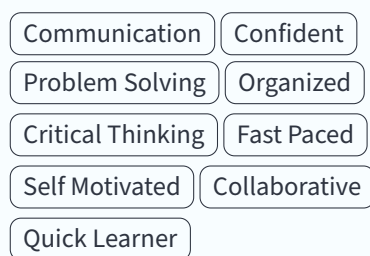 Communication Confident
Problem Solving Organized
Critical Thinking Fast Paced
Self Motivated Collaborative
Quick Learner